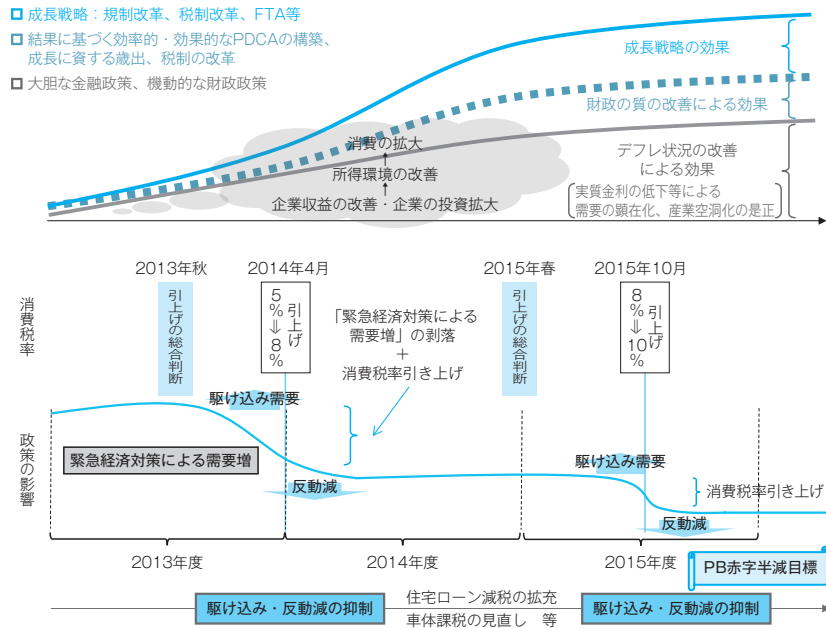 成長戦略：規制改革、税制改革、FTA等
結果に基づく効率的・効果的なPDCAの構築、
成長に資する歳出、税制の改革
大胆な金融政策、機動的な財政政策
成長戦略の効果
財政の質の改善による効果
消費の拡大
所得環境の改善
企業収益の改善・企業の投資拡大
デフレ状況の改善
による効果
実質金利の低下等による
需要の顕在化、産業空洞化の是正
2013年秋
2014年4月
2015年春
2015年10月
消費税率
引上げの総合判断
引上げ
5%⇓8%
「緊急経済対策による
需要増」の剥落
＋
消費税率引き上げ
引上げの総合判断
引上げ
8%⇓10%
政策の影響
駆け込み需要
緊急経済対策による需要増
反動減
駆け込み需要
消費税率引き上げ
反動減
2013年度
2014年度
2015年度
PB赤字半減目標
駆け込み・反動減の抑制
住宅ローン減税の拡充
車体課税の見直し　等
駆け込み・反動減の抑制